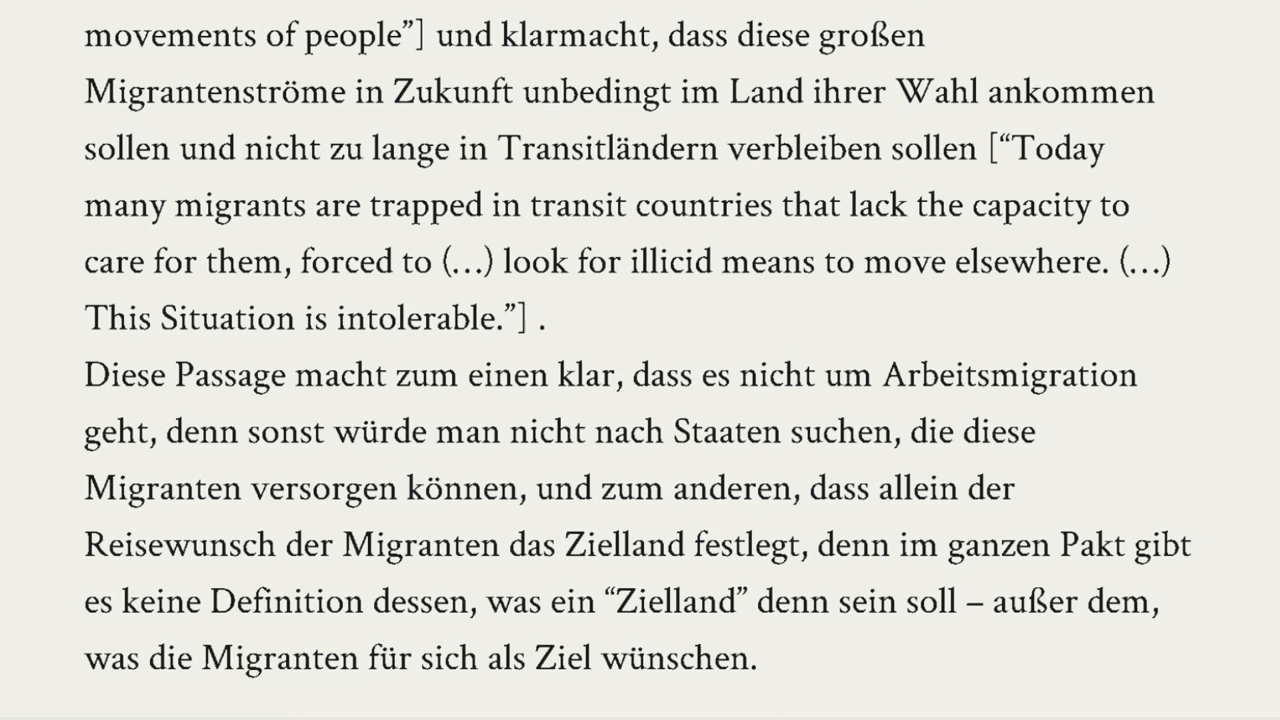 movements of people”] und klarmacht, dass diese großen
Migrantenströme in Zukunft unbedingt im Land ihrer Wahl ankommen
sollen und nicht zu lange in Transitländern verbleiben sollen [“Today
many migrants are trapped in transit countries that lack the capacity to
care for them, forced to (…) look for illicid means to move elsewhere. (…)
This Situation is intolerable.”] .
Diese Passage macht zum einen klar, dass es nicht um Arbeitsmigration
geht, denn sonst würde man nicht nach Staaten suchen, die diese
Migranten versorgen können, und zum anderen, dass allein der
Reisewunsch der Migranten das Zielland festlegt, denn im ganzen Pakt gibt
es keine Definition dessen, was ein “Zielland” denn sein soll – außer dem,
was die Migranten für sich als Ziel wünschen.